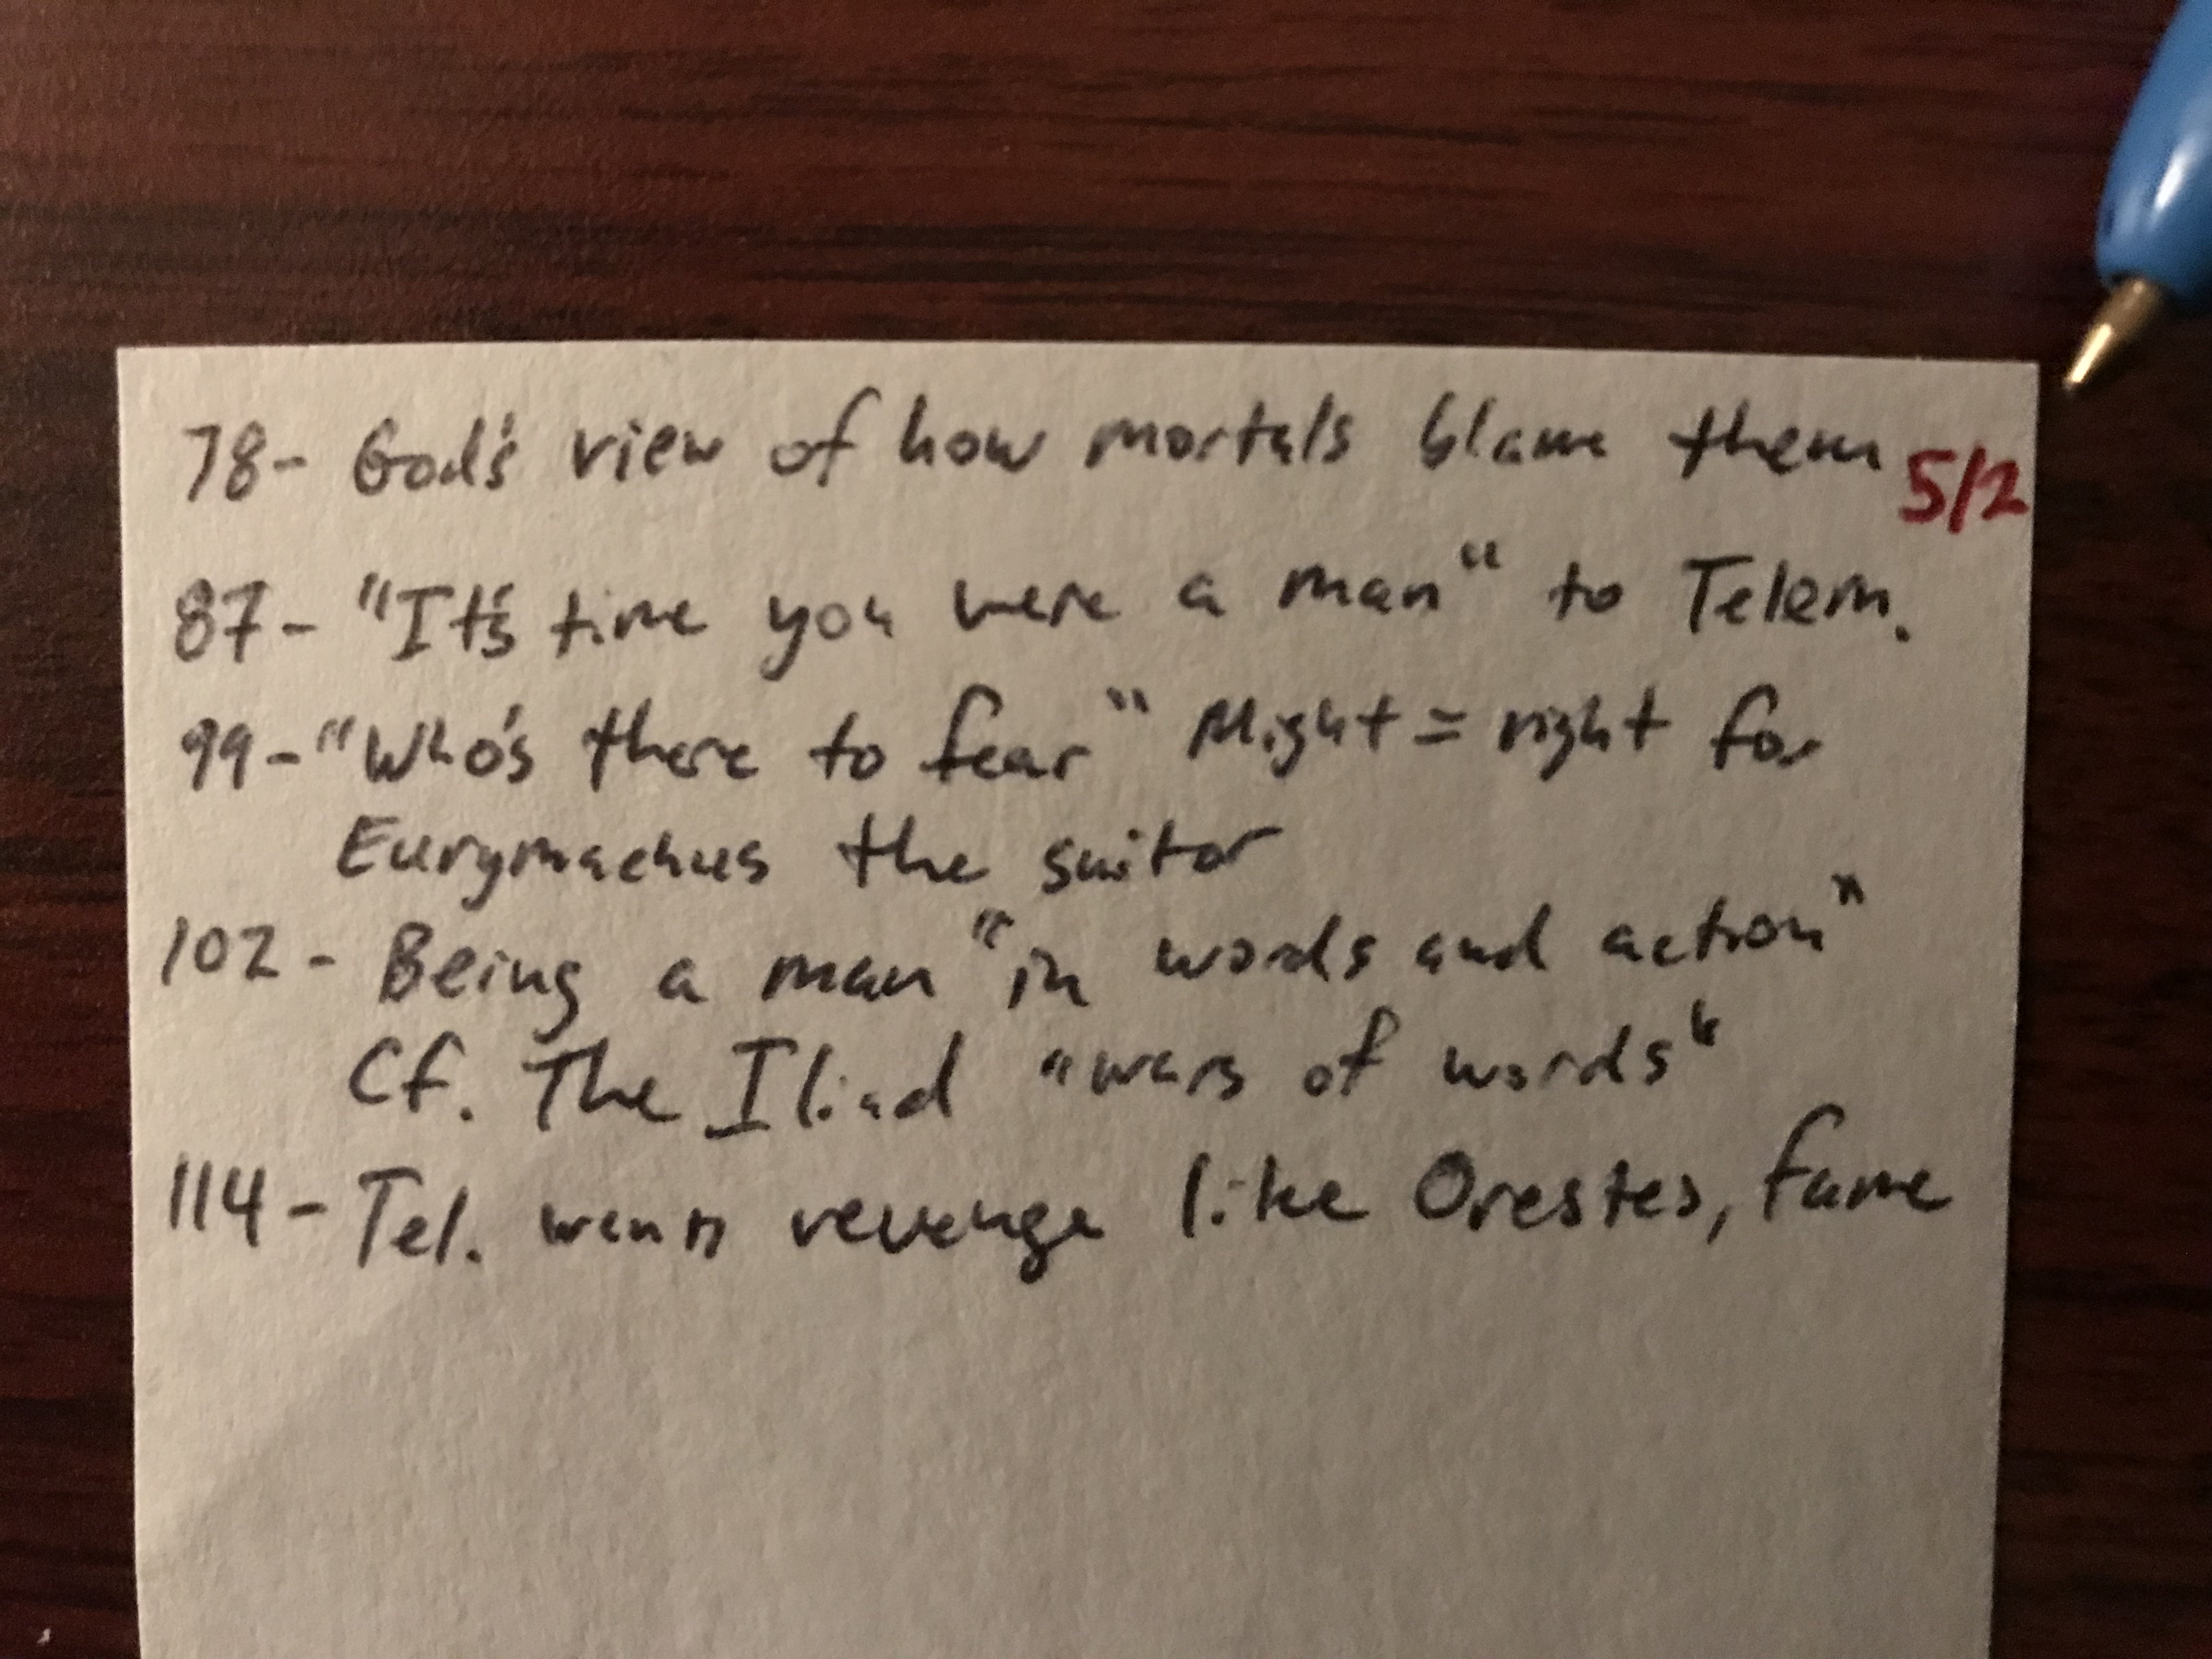 78- God's view of how mortals blame them 5/2
87- "It's time you were a man" to Telem.
99- "Who's there to fear" Might = right for
Eurymachus the suitor
102 - Being a man "in words and action"
Cf. The Iliad "wars of words"
114 - Tel. wants revenge like Orestes, fame